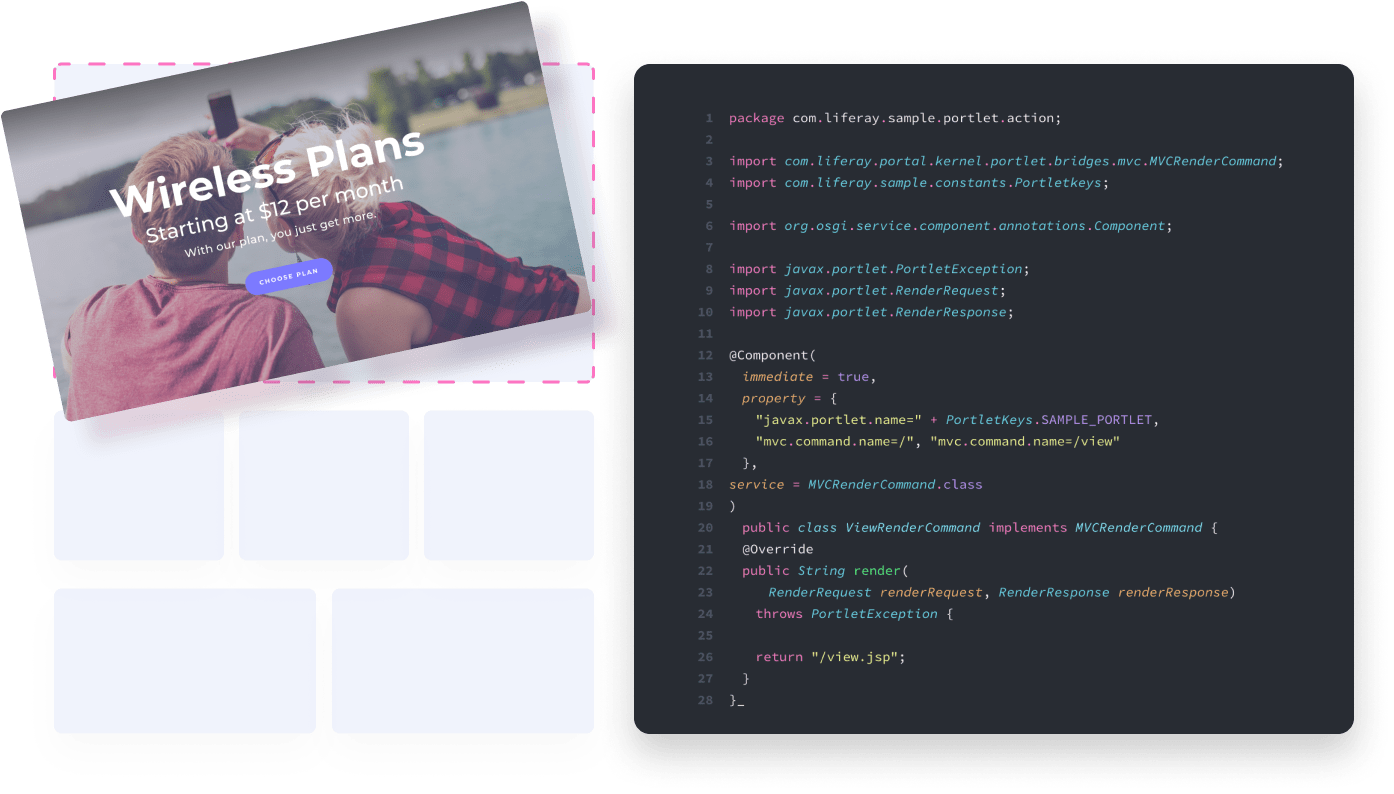 Wireless Plans
Starting at $12 per month
With our plan, you just get more.
CHOOSE PLAN
1 package com.liferay.sample.portlet.action;
2
3 import com.liferay.portal.kernel.portlet.bridges.mvc.MVCRenderCommand;
4 import com.liferay.sample.constants.Portletkeys;
5
6 import org.osgi.service.component.annotations.Component;
7
8 import javax.portlet.PortletException;
9 import javax.portlet.RenderRequest;
10 import javax.portlet.RenderResponse;
11
12 @Component(
13 immediate = true,
14 property = {
15 "javax.portlet.name=" + PortletKeys.SAMPLE_PORTLET,
16 "mvc.command.name=/", "mvc.command.name=/view"
17 },
18 service = MVCRenderCommand.class
19 )
20 public class ViewRenderCommand implements MVCRenderCommand {
21 @Override
22 public String render(
23 RenderRequest renderRequest, RenderResponse renderResponse)
24 throws PortletException {
25
26 return "/view.jsp";
27 }
28 }_